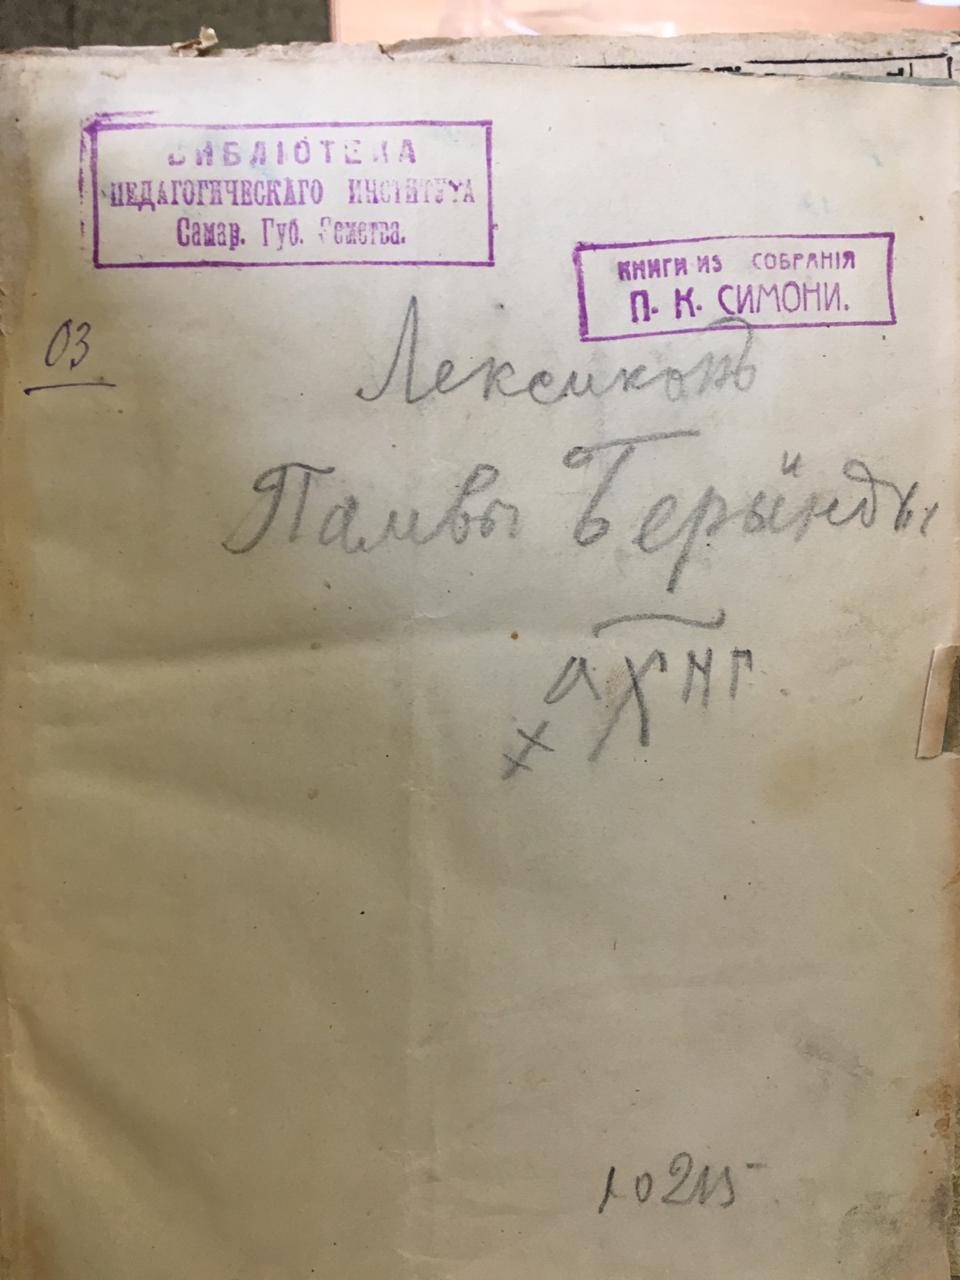 БИБЛІОТЕКА
ПЕДАГОГИЧЕСКАГО ИНСТИТУТА
Самар. Губ. Земства.
КНИГИ ИЗ СОБРАНІЯ
П. К. СИМОНИ.
03
Лексиконъ
Памвы Берынды
и
ахнг
10215